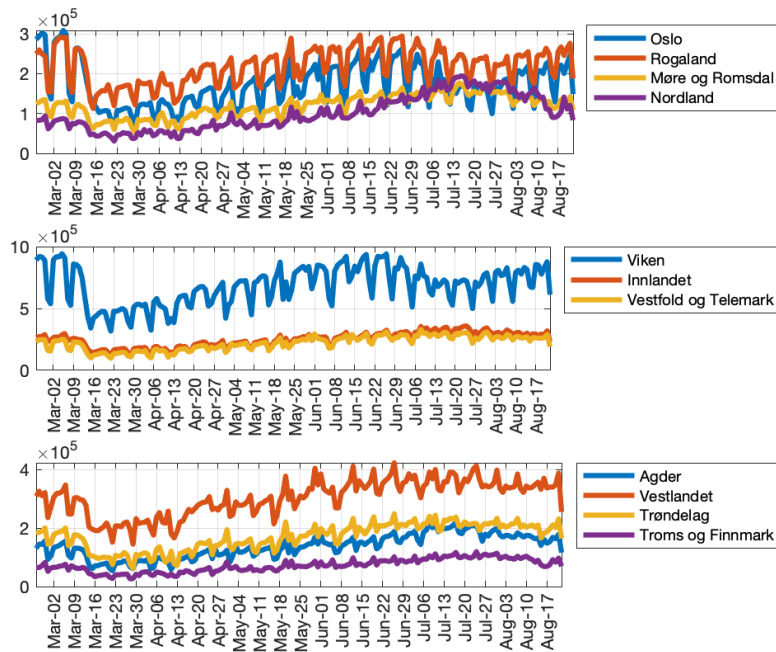 ×10⁵
3
2
1
0
Mar-02
Mar-09
Mar-16
Mar-23
Mar-30
Apr-06
Apr-13
Apr-20
Apr-27
May-04
May-11
May-18
May-25
Jun-01
Jun-08
Jun-15
Jun-22
Jun-29
Jul-06
Jul-13
Jul-20
Jul-27
Aug-03
Aug-10
Aug-17
Oslo
Rogaland
Møre og Romsdal
Nordland
×10⁵
10
5
0
Mar-02
Mar-09
Mar-16
Mar-23
Mar-30
Apr-06
Apr-13
Apr-20
Apr-27
May-04
May-11
May-18
May-25
Jun-01
Jun-08
Jun-15
Jun-22
Jun-29
Jul-06
Jul-13
Jul-20
Jul-27
Aug-03
Aug-10
Aug-17
Viken
Innlandet
Vestfold og Telemark
×10⁵
4
2
0
Mar-02
Mar-09
Mar-16
Mar-23
Mar-30
Apr-06
Apr-13
Apr-20
Apr-27
May-04
May-11
May-18
May-25
Jun-01
Jun-08
Jun-15
Jun-22
Jun-29
Jul-06
Jul-13
Jul-20
Jul-27
Aug-03
Aug-10
Aug-17
Agder
Vestlandet
Trøndelag
Troms og Finnmark